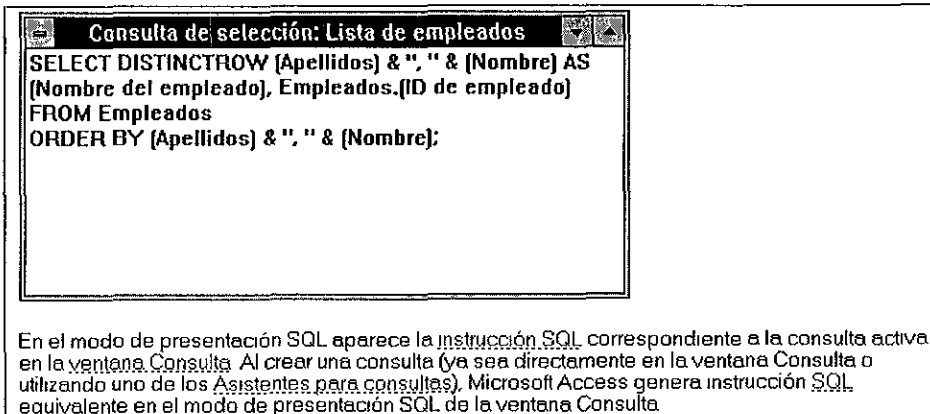 Consulta de selección: Lista de empleados
SELECT DISTINCTROW [Apellidos] & ", " & [Nombre] AS
[Nombre del empleado], Empleados.[ID de empleado]
FROM Empleados
ORDER BY [Apellidos] & ", " & [Nombre];
En el modo de presentación SQL aparece la instrucción SQL correspondiente a la consulta activa
en la ventana Consulta Al crear una consulta (ya sea directamente en la ventana Consulta o
utilizando uno de los Asistentes para consultas), Microsoft Access genera instrucción SQL
equivalente en el modo de presentación SQL de la ventana Consulta